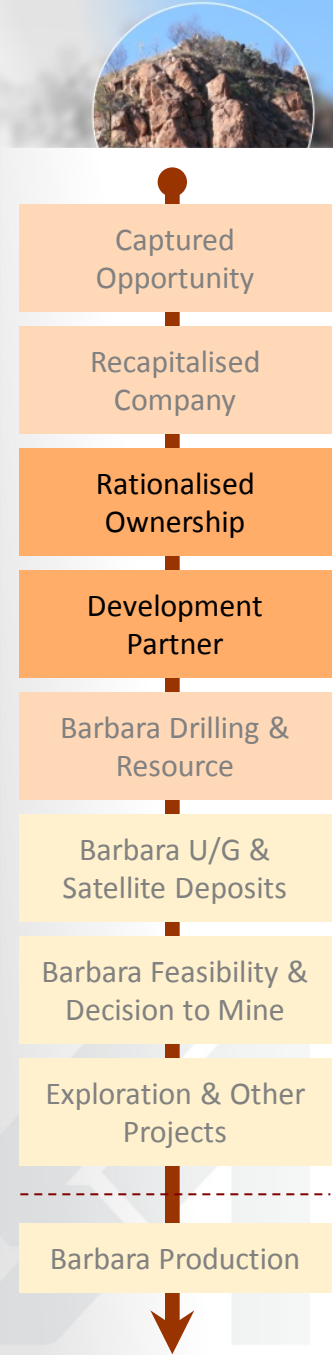 Captured
Opportunity
Recapitalised
Company
Rationalised
Ownership
Development
Partner
Barbara Drilling &
Resource
Barbara U/G &
Satellite Deposits
Barbara Feasibility &
Decision to Mine
Exploration & Other
Projects
Barbara Production